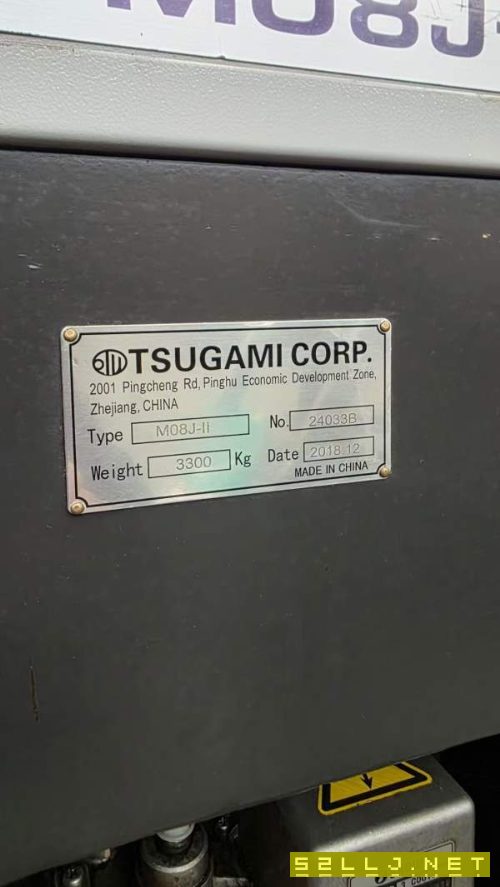 M08J-
TSUGAMI CORP.
2001 Pingcheng Rd, Pinghu Economic Development Zone,
Zhejiang, CHINA
Type M08J-II No. 24033B
Weight 3300 Kg Date 2018.12
MADE IN CHINA
52LLJ.NET